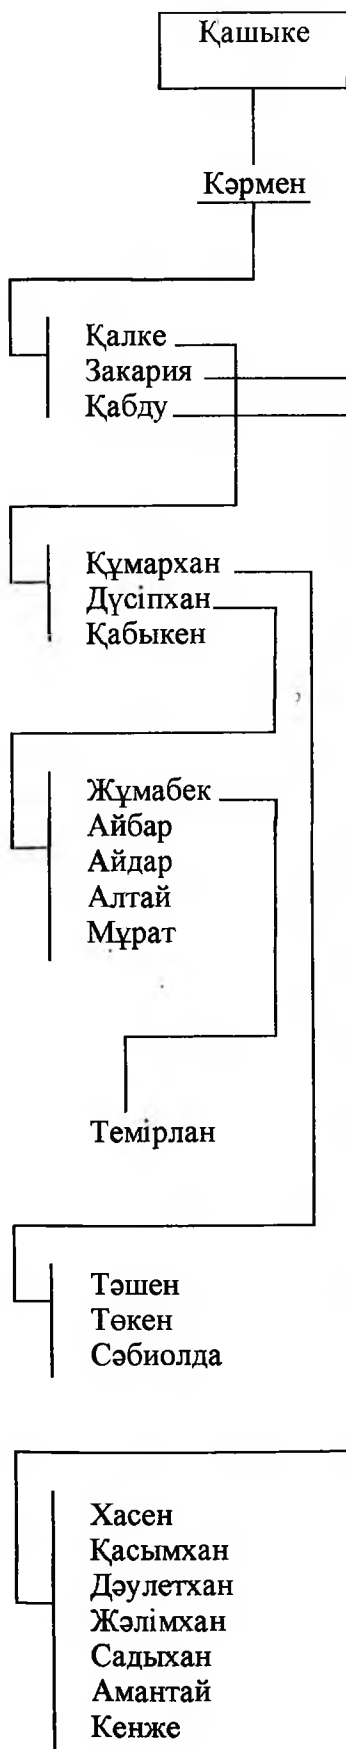 Қашыке
Кәрмен
Қалке
Закария
Қабду
Құмархан
Дүсіпхан
Қабыкен
Жұмабек
Айбар
Айдар
Алтай
Мұрат
Темірлан
Тәшен
Төкен
Сәбиолда
Хасен
Қасымхан
Дәулетхан
Жәлімхан
Садыхан
Амантай
Кенже